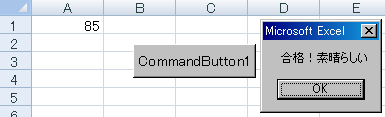 A B C D E
1 85
2
3
4
5
6
CommandButton1
Microsoft Excel
合格！素晴らしい
OK